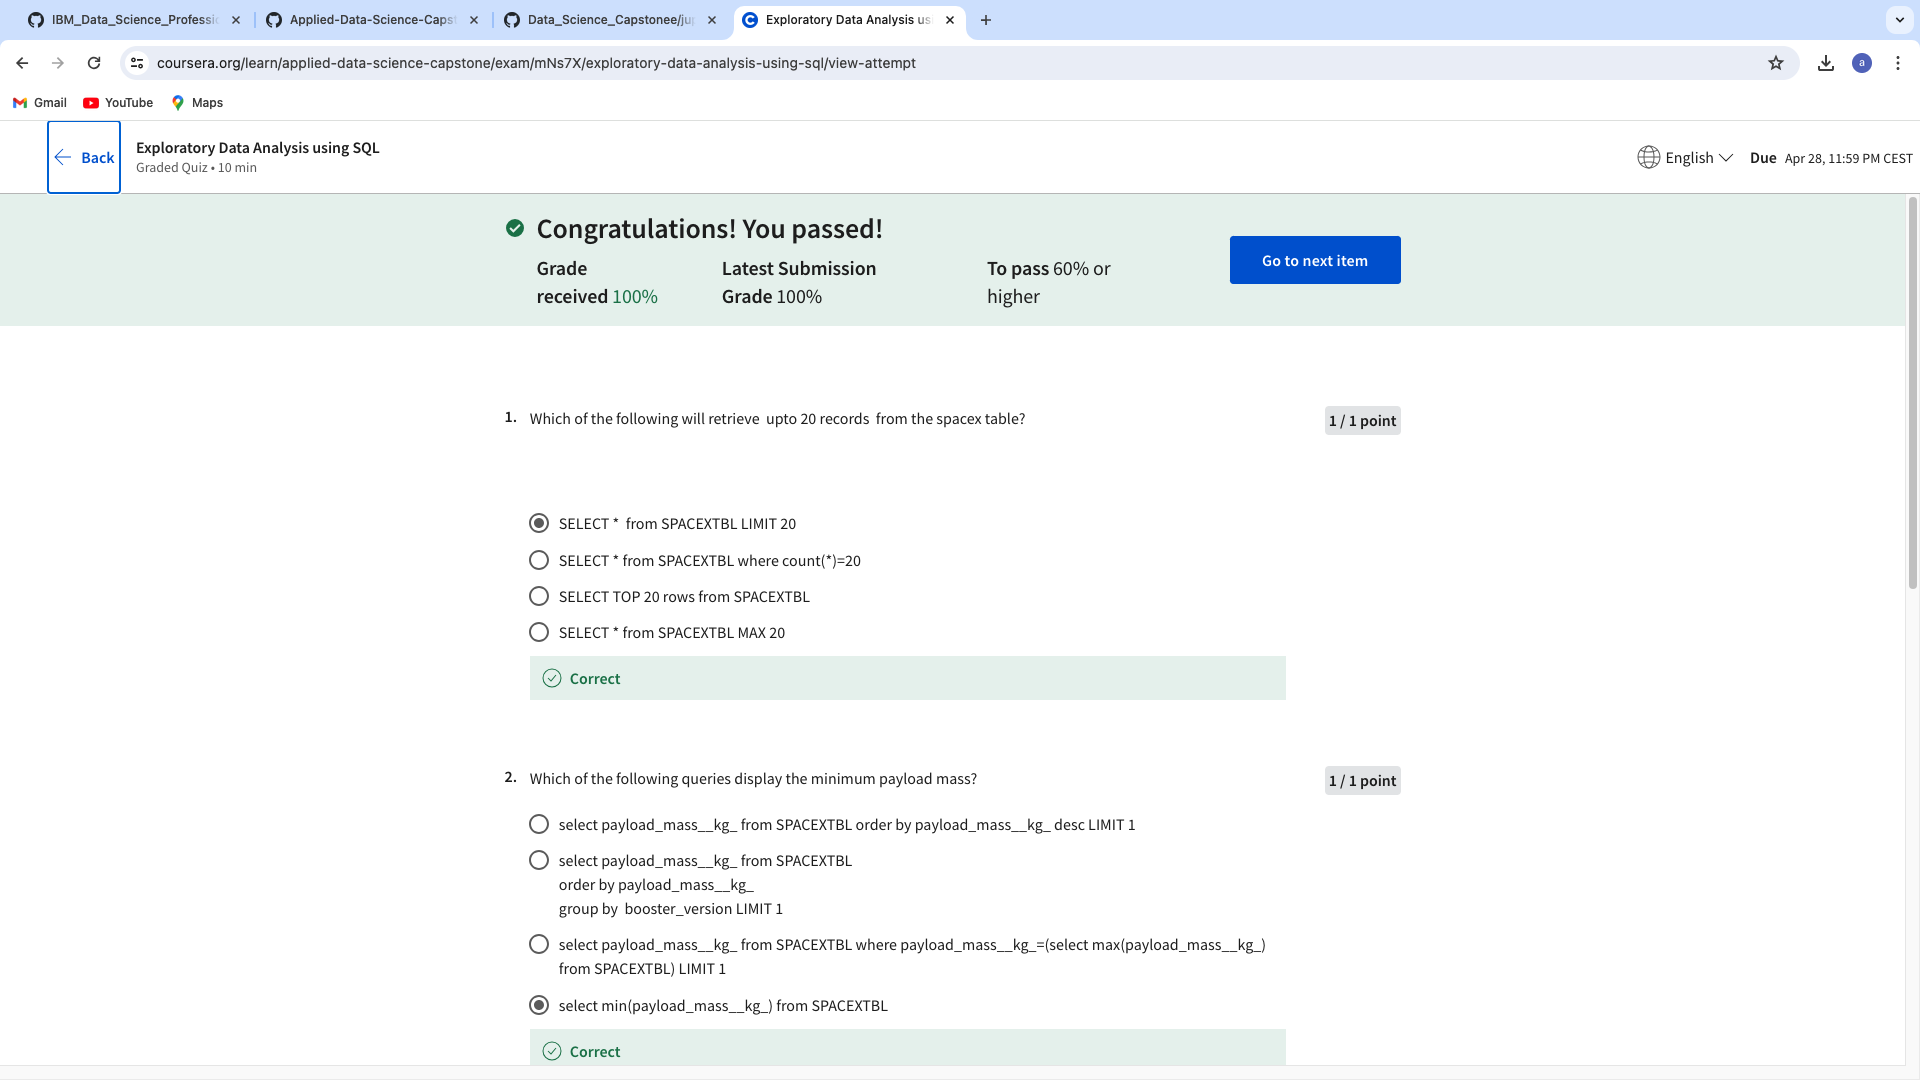 IBM_Data_Science_Professi
Applied-Data-Science-Caps
Data_Science_Capstonee/ju
Exploratory Data Analysis us
coursera.org/learn/applied-data-science-capstone/exam/mNs7X/exploratory-data-analysis-using-sql/view-attempt
a
Gmail
YouTube
Maps
Back
Exploratory Data Analysis using SQL
Graded Quiz • 10 min
English
Due Apr 28, 11:59 PM CEST
Congratulations! You passed!
Grade
received 100%
Latest Submission
Grade 100%
To pass 60% or
higher
Go to next item
1. Which of the following will retrieve upto 20 records from the spacex table?
1 / 1 point
SELECT * from SPACEXTBL LIMIT 20
SELECT * from SPACEXTBL where count(*)=20
SELECT TOP 20 rows from SPACEXTBL
SELECT * from SPACEXTBL MAX 20
Correct
2. Which of the following queries display the minimum payload mass?
1 / 1 point
select payload_mass__kg_ from SPACEXTBL order by payload_mass__kg_ desc LIMIT 1
select payload_mass__kg_ from SPACEXTBL
order by payload_mass__kg_
group by booster_version LIMIT 1
select payload_mass__kg_ from SPACEXTBL where payload_mass__kg_=(select max(payload_mass__kg_)
from SPACEXTBL) LIMIT 1
select min(payload_mass__kg_) from SPACEXTBL
Correct